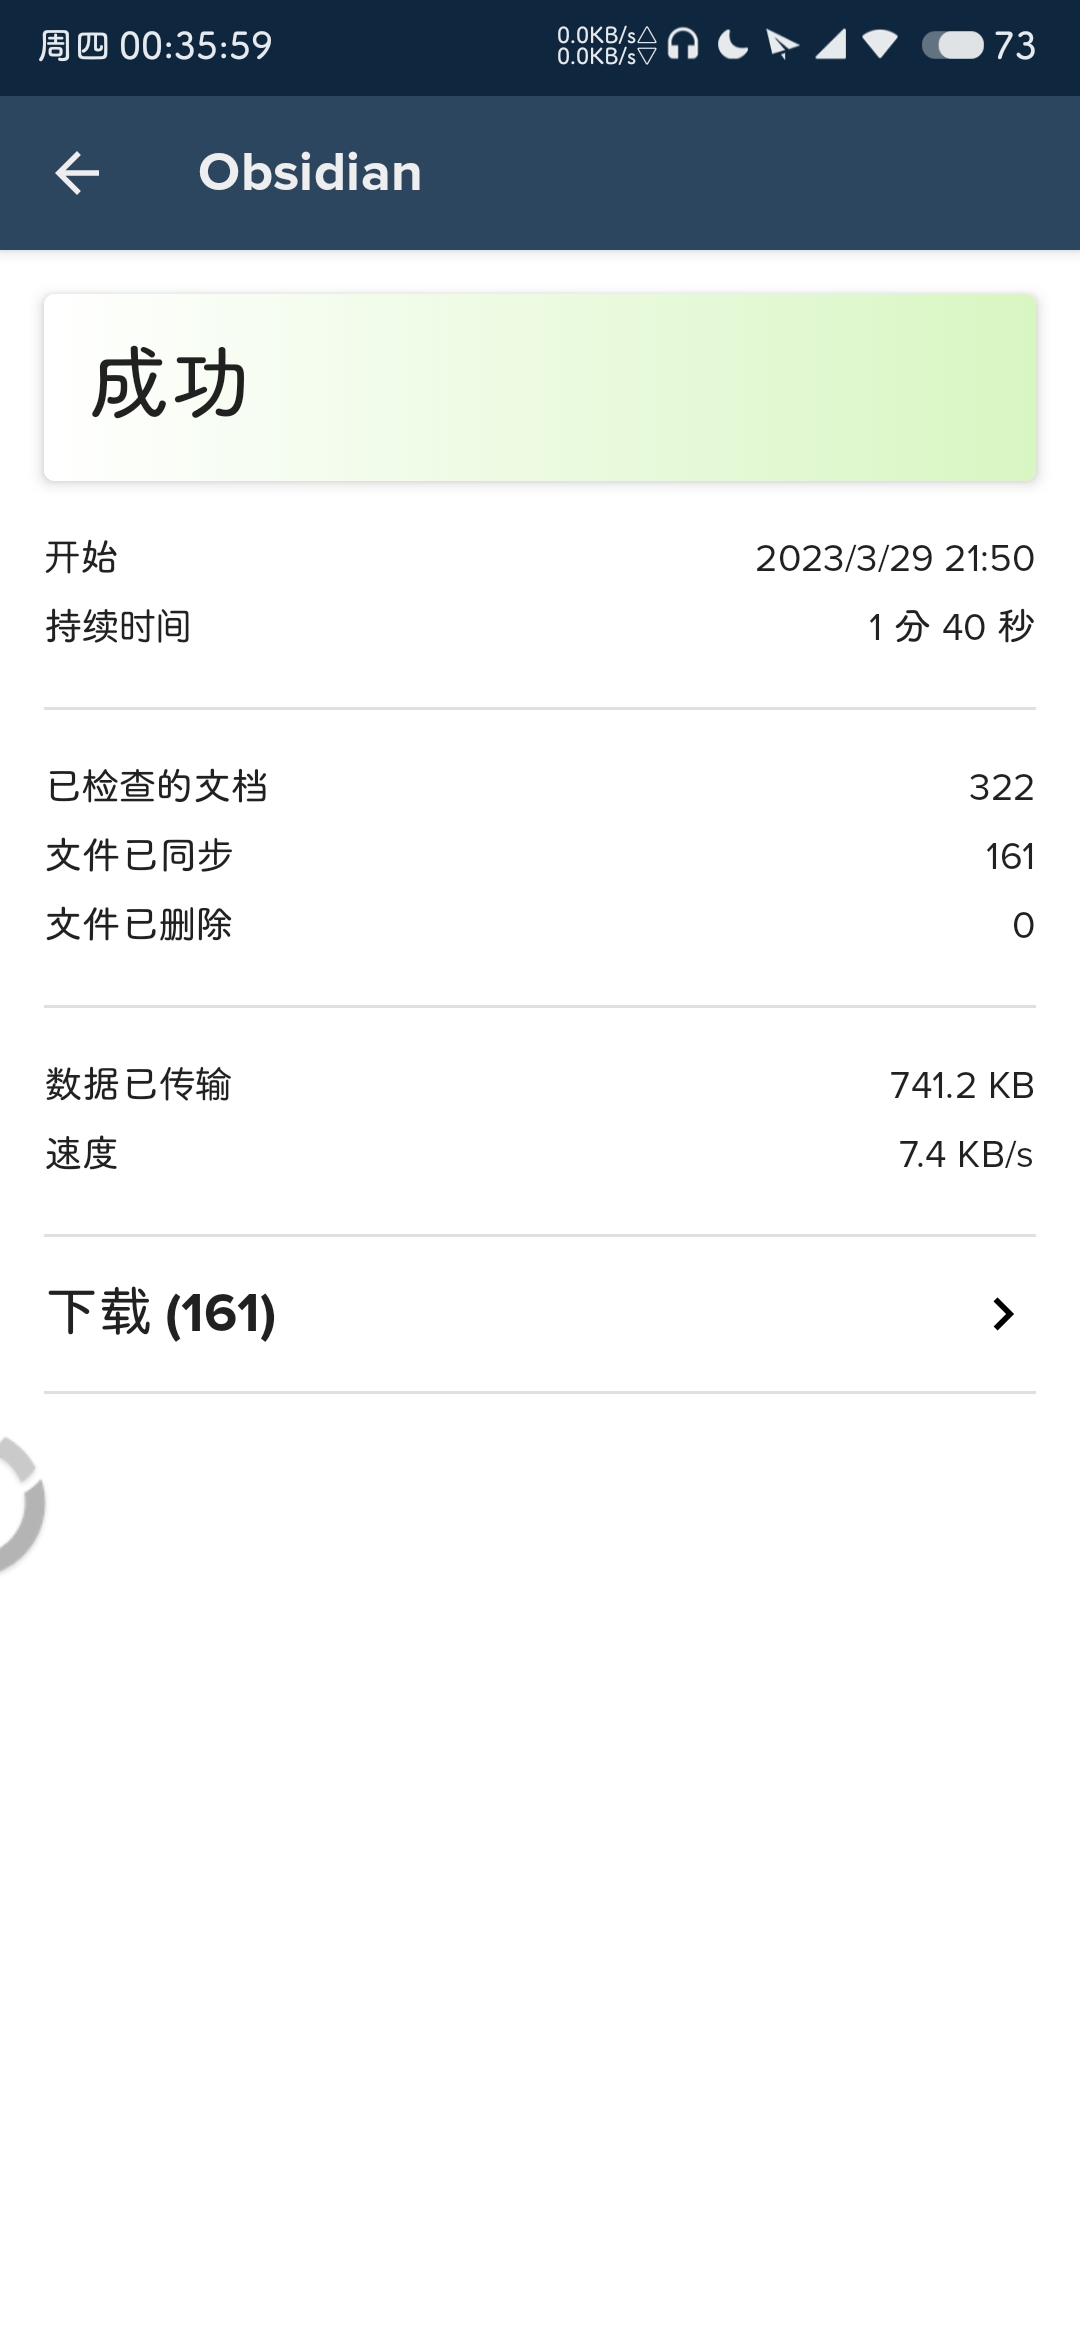 周四 00:35:59 0.0KB/s△ 73
0.0KB/s▽
Obsidian
成功
开始 2023/3/29 21:50
持续时间 1 分 40 秒
已检查的文档 322
文件已同步 161
文件已删除 0
数据已传输 741.2 KB
速度 7.4 KB/s
下载 (161)